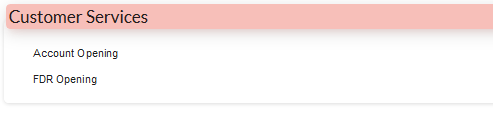 Customer Services
Account Opening
FDR Opening